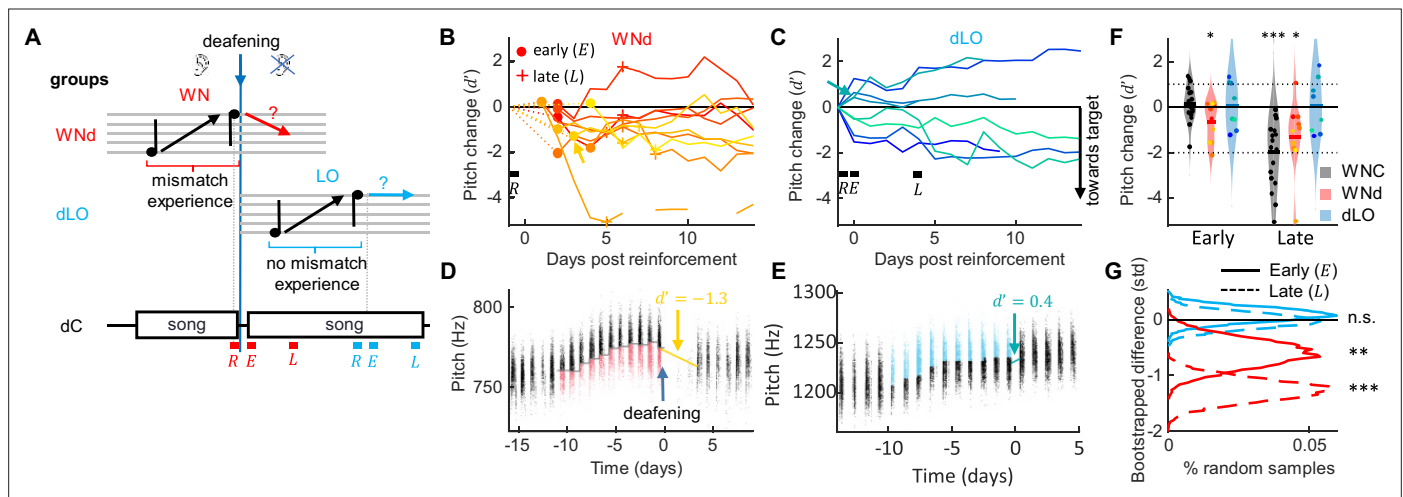 A
deafening
groups
WN
?
WNd
mismatch
experience
LO
?
dLO
no mismatch
experience
dC
song
song
R E L R E L
B
WNd
early (E)
late (L)
Pitch change (d')
2
0
-2
-4
R
0 5 10
Days post reinforcement
C
dLO
Pitch change (d')
2
0
-2
-4
R E L
0 5 10
Days post reinforcement
towards target
D
Pitch (Hz)
800
750
d' = −1.3
deafening
-15 -10 -5 0 5
Time (days)
E
Pitch (Hz)
1300
1250
1200
d' = 0.4
-10 -5 0 5
Time (days)
F
* *** *
Pitch change (d')
2
0
-2
-4
WNC
WNd
dLO
Early Late
G
Early (E)
Late (L)
Bootstrapped difference (std)
0
-1
-2
n.s.
**
***
0 0.05
% random samples